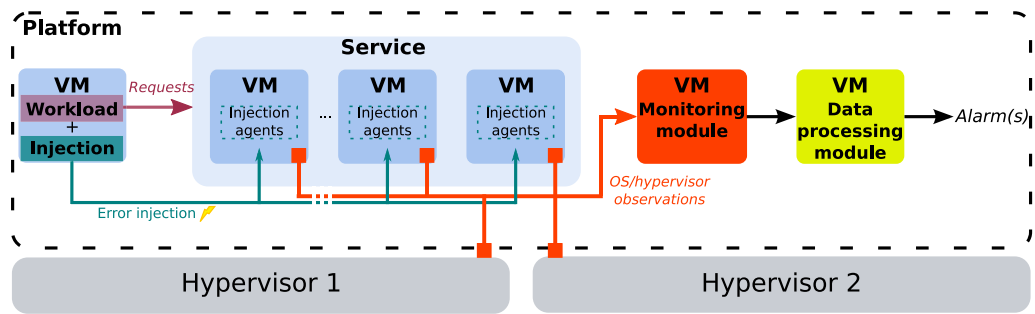 Platform
Service
VM
Workload
+
Injection
Requests
VM
Injection
agents
...
VM
Injection
agents
VM
Injection
agents
VM
Monitoring
module
VM
Data
processing
module
Alarm(s)
OS/hypervisor
observations
Error injection
Hypervisor 1
Hypervisor 2